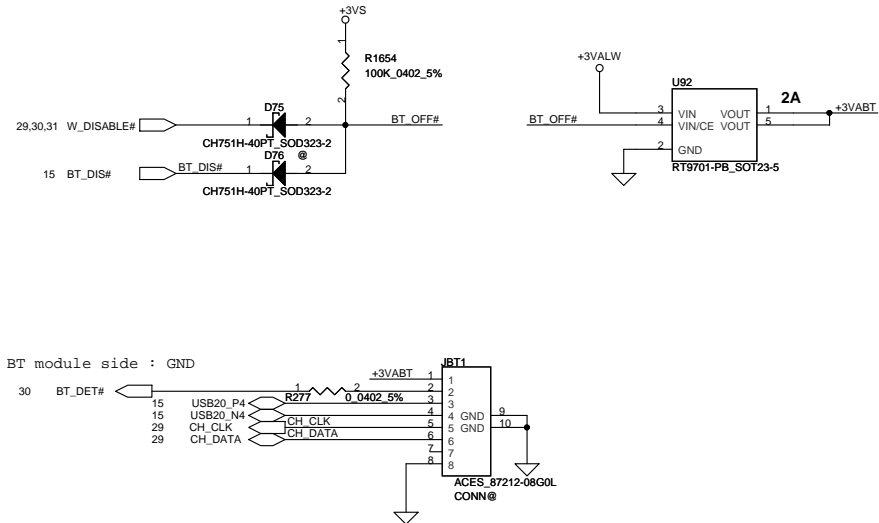 +3VS
1
R1654
100K_0402_5%
2
D75
29,30,31 W_DISABLE# 1 2 BT_OFF#
CH751H-40PT_SOD323-2
D76 @
15 BT_DIS# BT_DIS# 1 2
CH751H-40PT_SOD323-2
+3VALW
U92
2A
3 VIN VOUT 1 +3VABT
BT_OFF# 4 VIN/CE VOUT 5
2 GND
RT9701-PB_SOT23-5
BT module side : GND
JBT1
+3VABT 1 1
30 BT_DET# 1 2 2 2
R277 0_0402_5%
15 USB20_P4 3 3
15 USB20_N4 4 4 GND 9
29 CH_CLK CH_CLK 5 5 GND 10
29 CH_DATA CH_DATA 6 6
7 7
8 8
ACES_87212-08G0L
CONN@